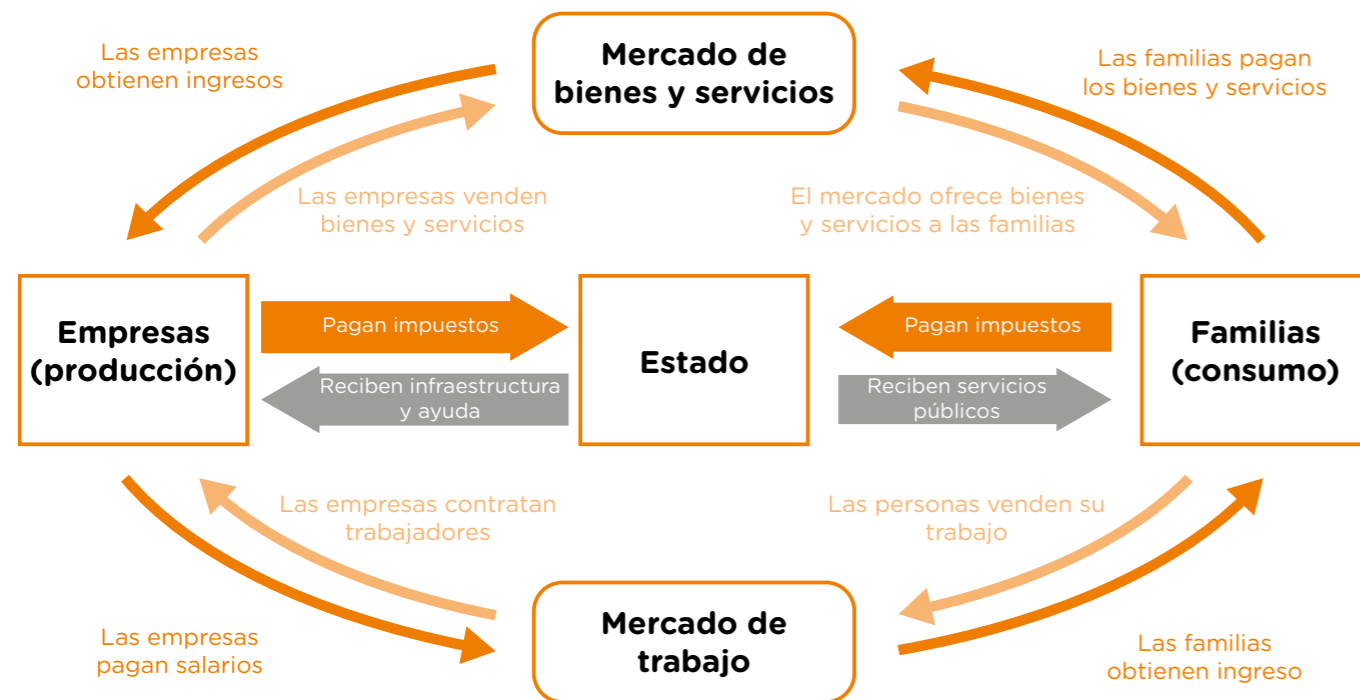 Las empresas
obtienen ingresos
Mercado de
bienes y servicios
Las familias pagan
los bienes y servicios
Las empresas venden
bienes y servicios
El mercado ofrece bienes
y servicios a las familias
Empresas
(producción)
Pagan impuestos
Reciben infraestructura
y ayuda
Estado
Pagan impuestos
Reciben servicios
públicos
Familias
(consumo)
Las empresas contratan
trabajadores
Las personas venden su
trabajo
Las empresas
pagan salarios
Mercado de
trabajo
Las familias
obtienen ingreso